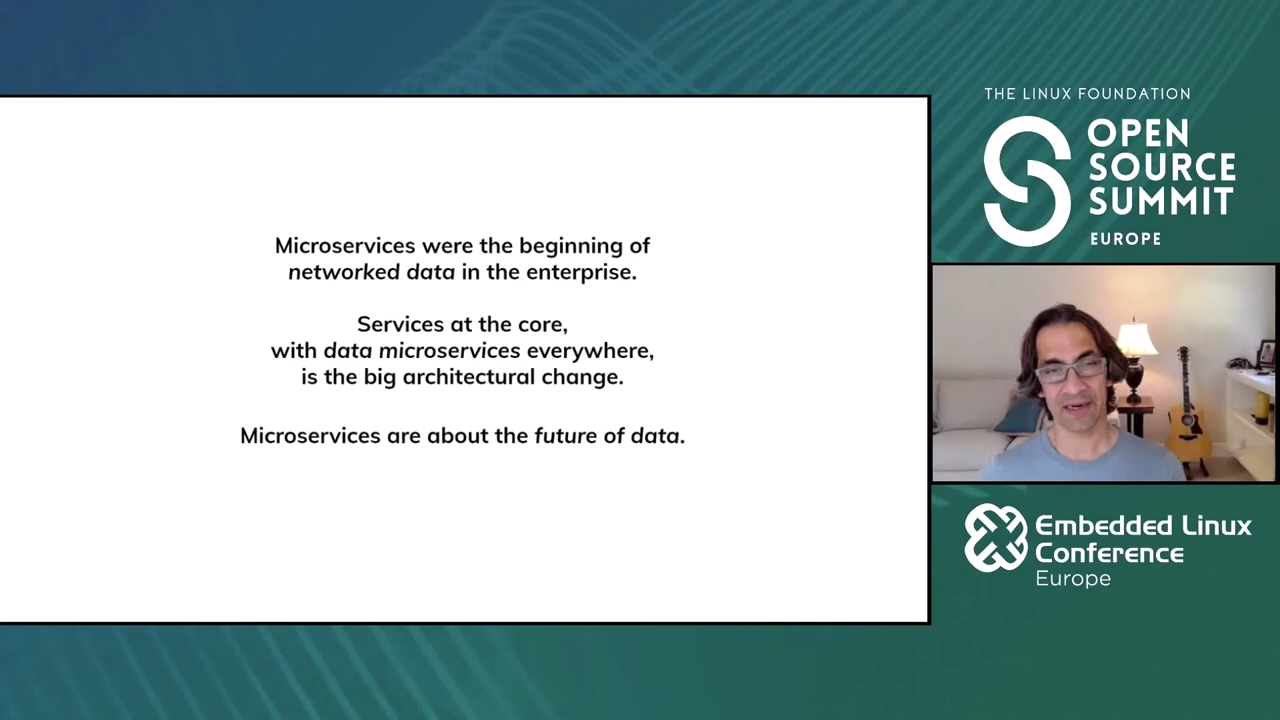 Microservices were the beginning of
networked data in the enterprise.
Services at the core,
with data microservices everywhere,
is the big architectural change.
Microservices are about the future of data.
THE LINUX FOUNDATION
OPEN
SOURCE
SUMMIT
EUROPE
Embedded Linux
Conference
Europe